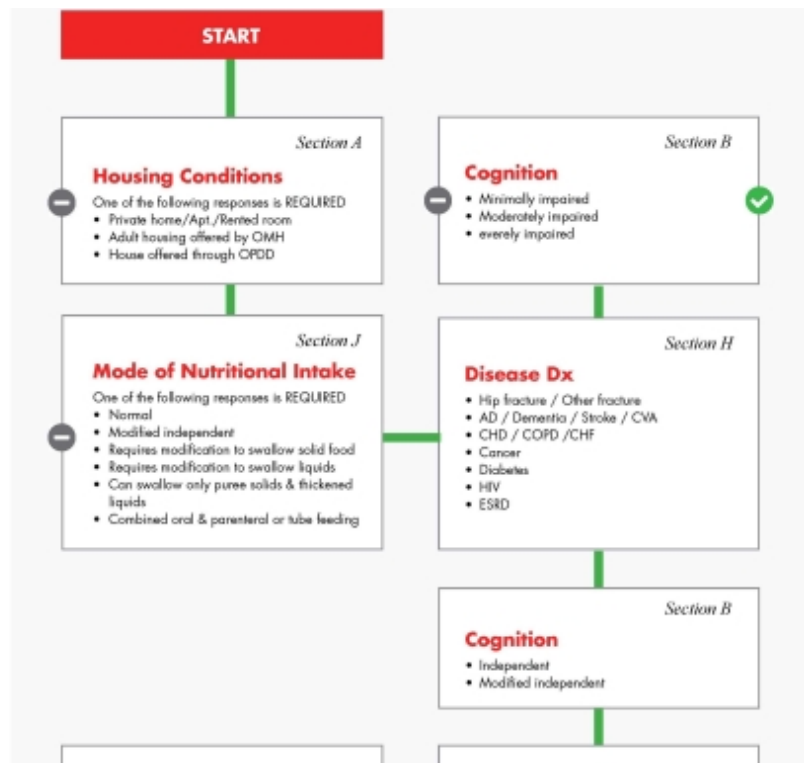 START
Section A
Housing Conditions
One of the following responses is REQUIRED
• Private home/Apt./Rented room
• Adult housing offered by OMH
• House offered through OPDD
Section B
Cognition
• Minimally impaired
• Moderately impaired
• everely impaired
Section J
Mode of Nutritional Intake
One of the following responses is REQUIRED
• Normal
• Modified independent
• Requires modification to swallow solid food
• Requires modification to swallow liquids
• Can swallow only puree solids & thickened
liquids
• Combined oral & parenteral or tube feeding
Section H
Disease Dx
• Hip fracture / Other fracture
• AD / Dementia / Stroke / CVA
• CHD / COPD /CHF
• Cancer
• Diabetes
• HIV
• ESRD
Section B
Cognition
• Independent
• Modified independent